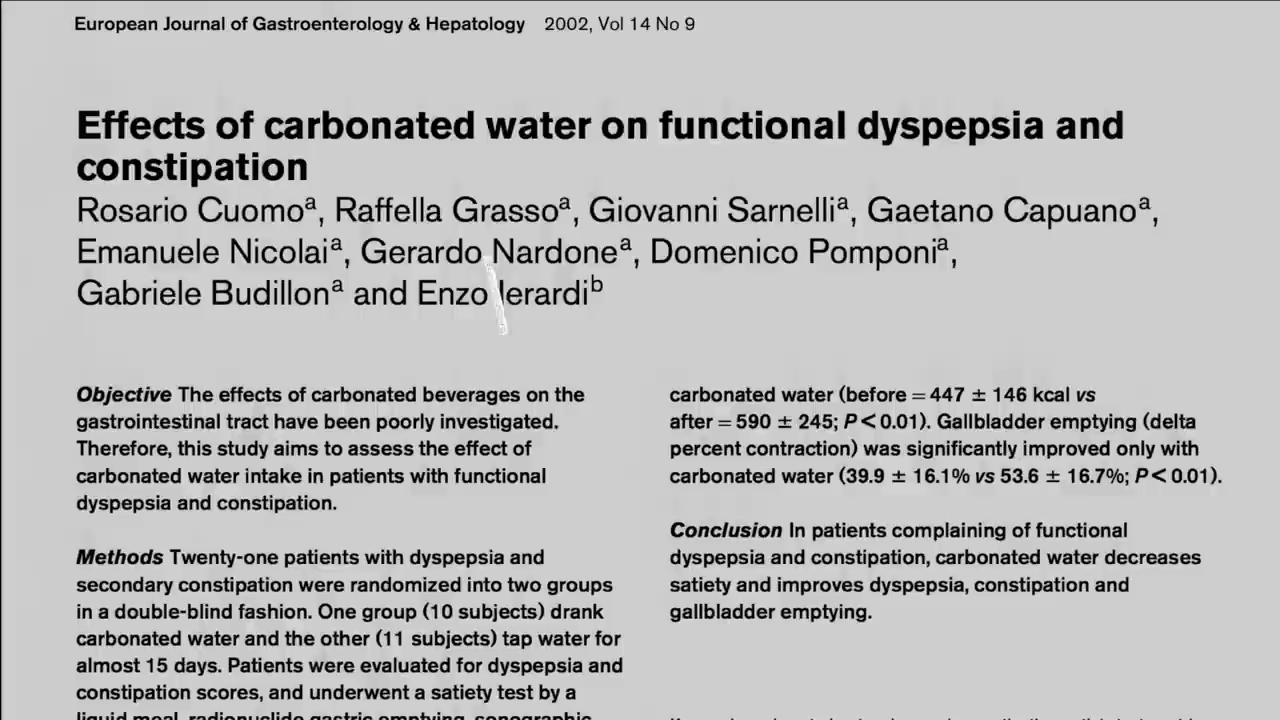 European Journal of Gastroenterology & Hepatology 2002, Vol 14 No 9
Effects of carbonated water on functional dyspepsia and
constipation
Rosario Cuomoᵃ, Raffella Grassoᵃ, Giovanni Sarnelliᵃ, Gaetano Capuanoᵃ,
Emanuele Nicolaiᵃ, Gerardo Nardoneᵃ, Domenico Pomponiᵃ,
Gabriele Budillonᵃ and Enzo Ierardiᵇ
Objective The effects of carbonated beverages on the
gastrointestinal tract have been poorly investigated.
Therefore, this study aims to assess the effect of
carbonated water intake in patients with functional
dyspepsia and constipation.
Methods Twenty-one patients with dyspepsia and
secondary constipation were randomized into two groups
in a double-blind fashion. One group (10 subjects) drank
carbonated water and the other (11 subjects) tap water for
almost 15 days. Patients were evaluated for dyspepsia and
constipation scores, and underwent a satiety test by a
liquid meal, radionuclide gastric emptying, sonographic
carbonated water (before = 447 ± 146 kcal vs
after = 590 ± 245; P < 0.01). Gallbladder emptying (delta
percent contraction) was significantly improved only with
carbonated water (39.9 ± 16.1% vs 53.6 ± 16.7%; P < 0.01).
Conclusion In patients complaining of functional
dyspepsia and constipation, carbonated water decreases
satiety and improves dyspepsia, constipation and
gallbladder emptying.